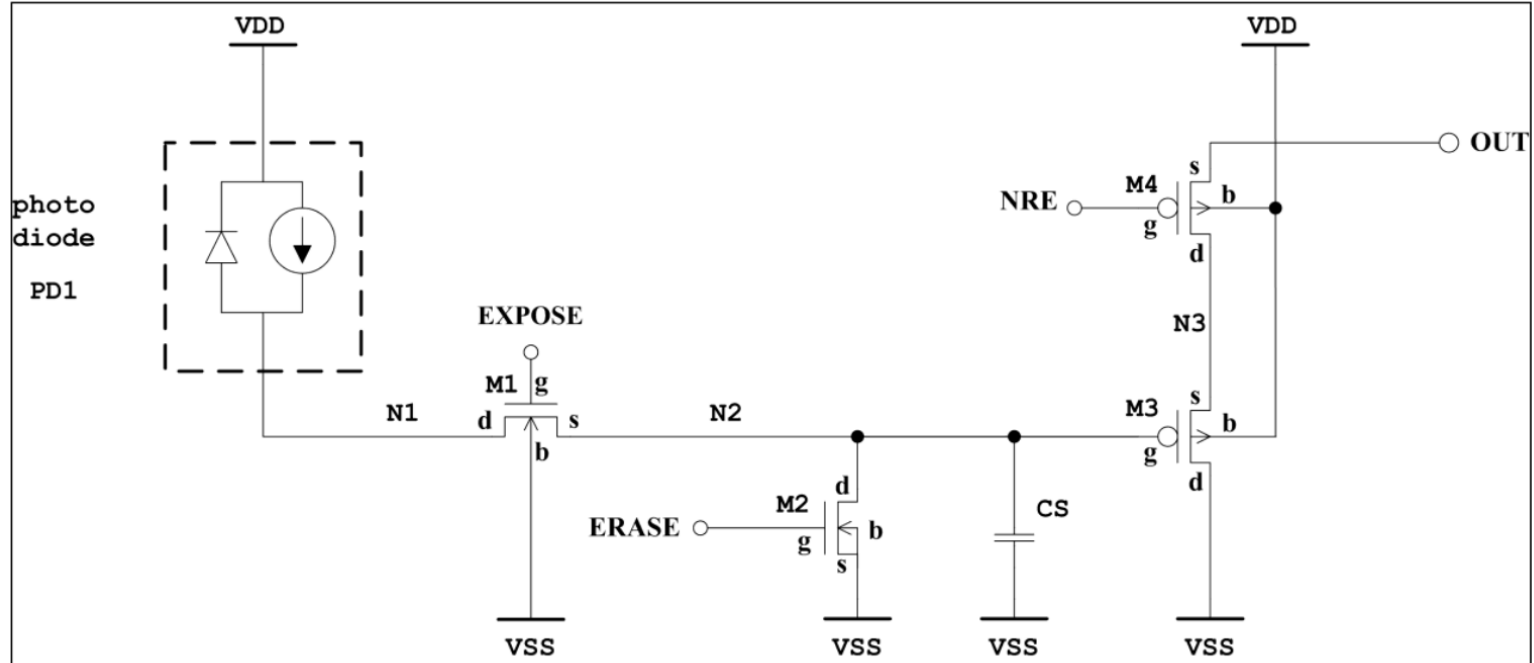 VDD
VDD
OUT
s
M4
b
NRE
g
d
photo
diode
PD1
EXPOSE
N3
M1 g
s
N1
d
s
N2
M3
b
b
g
d
d
M2
CS
ERASE
b
g
s
VSS
VSS
VSS
VSS